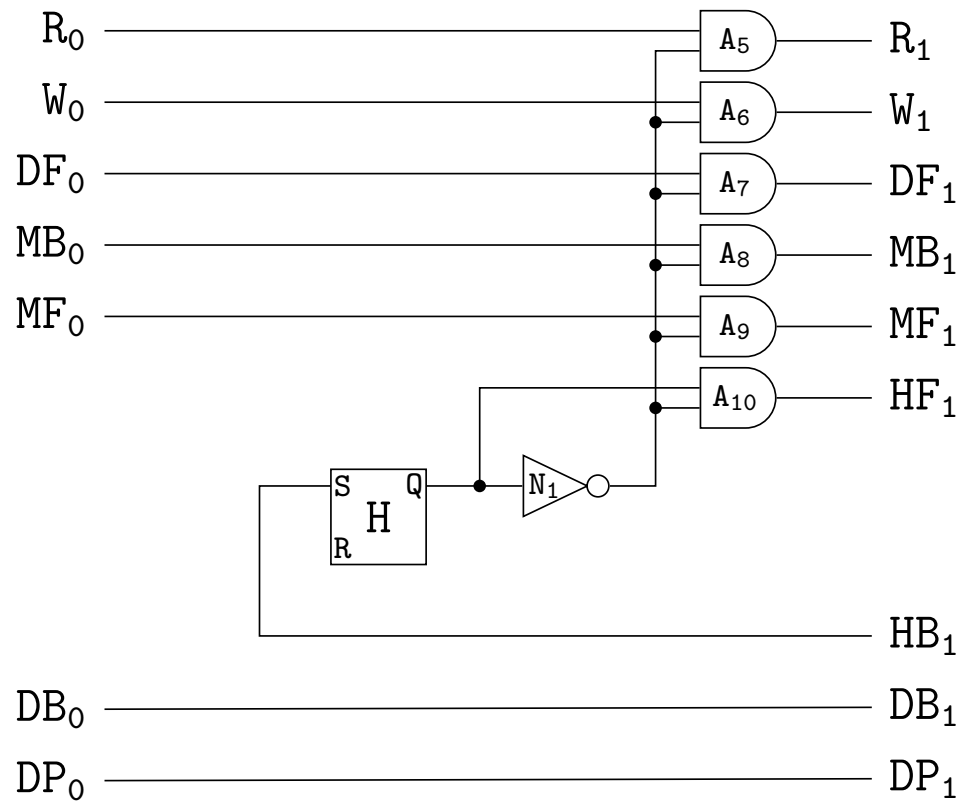 R₀ A₅ R₁
W₀ A₆ W₁
DF₀ A₇ DF₁
MB₀ A₈ MB₁
MF₀ A₉ MF₁
A₁₀ HF₁
S Q N₁
H
R
HB₁
DB₀ DB₁
DP₀ DP₁